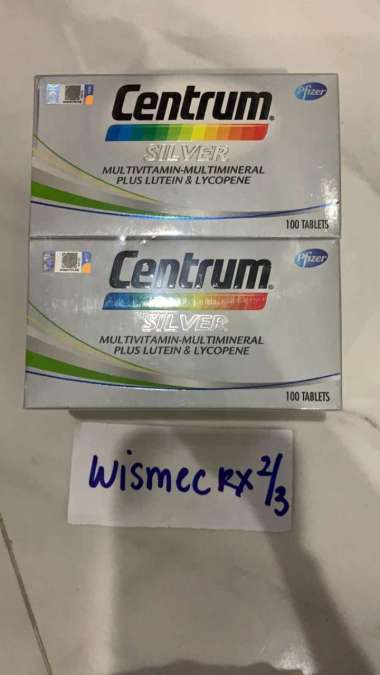 Centrum®
Pfizer
SILVER
MULTIVITAMIN-MULTIMINERAL
PLUS LUTEIN & LYCOPENE
100 TABLETS
Centrum®
Pfizer
SILVER
MULTIVITAMIN-MULTIMINERAL
PLUS LUTEIN & LYCOPENE
100 TABLETS
wismecRX 2/3